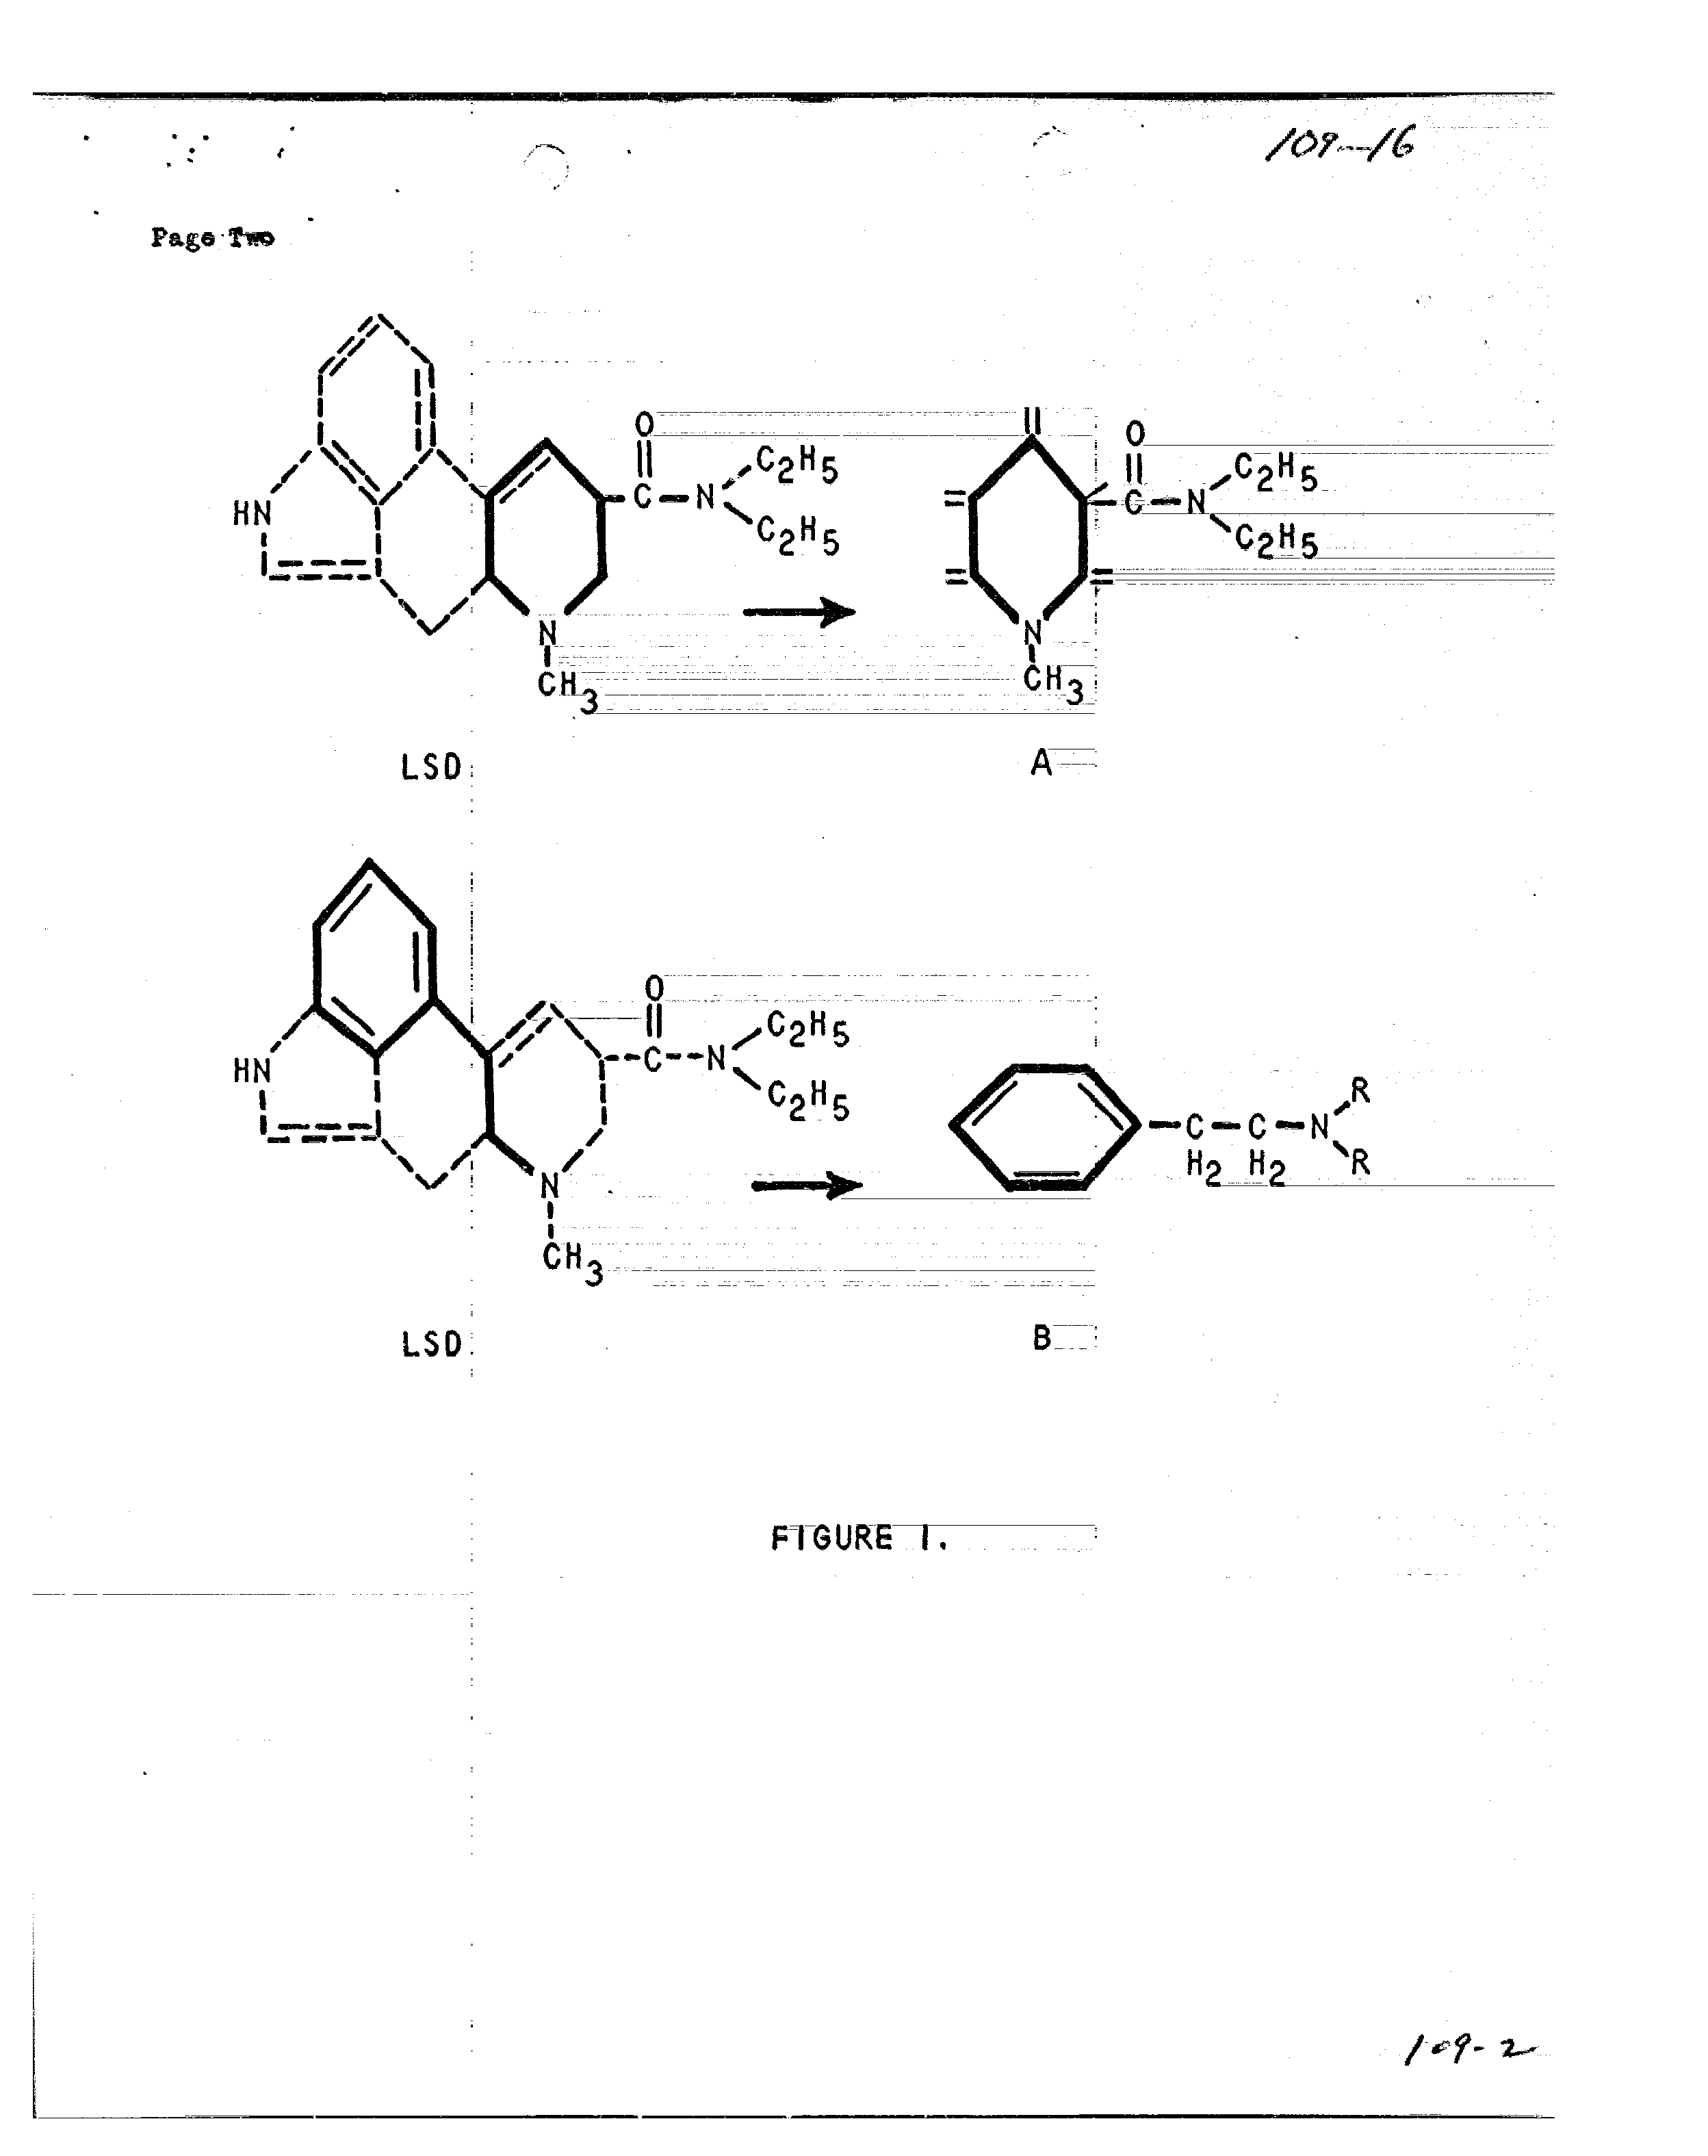 109-16
Page Two
O
C2H5
HN
C—N
C2H5
N
CH3
O
C2H5
C—N
C2H5
N
CH3
LSD
A
O
C2H5
HN
C--N
C2H5
N
CH3
R
C—C—N
H2 H2
R
LSD
B
FIGURE 1.
109-2